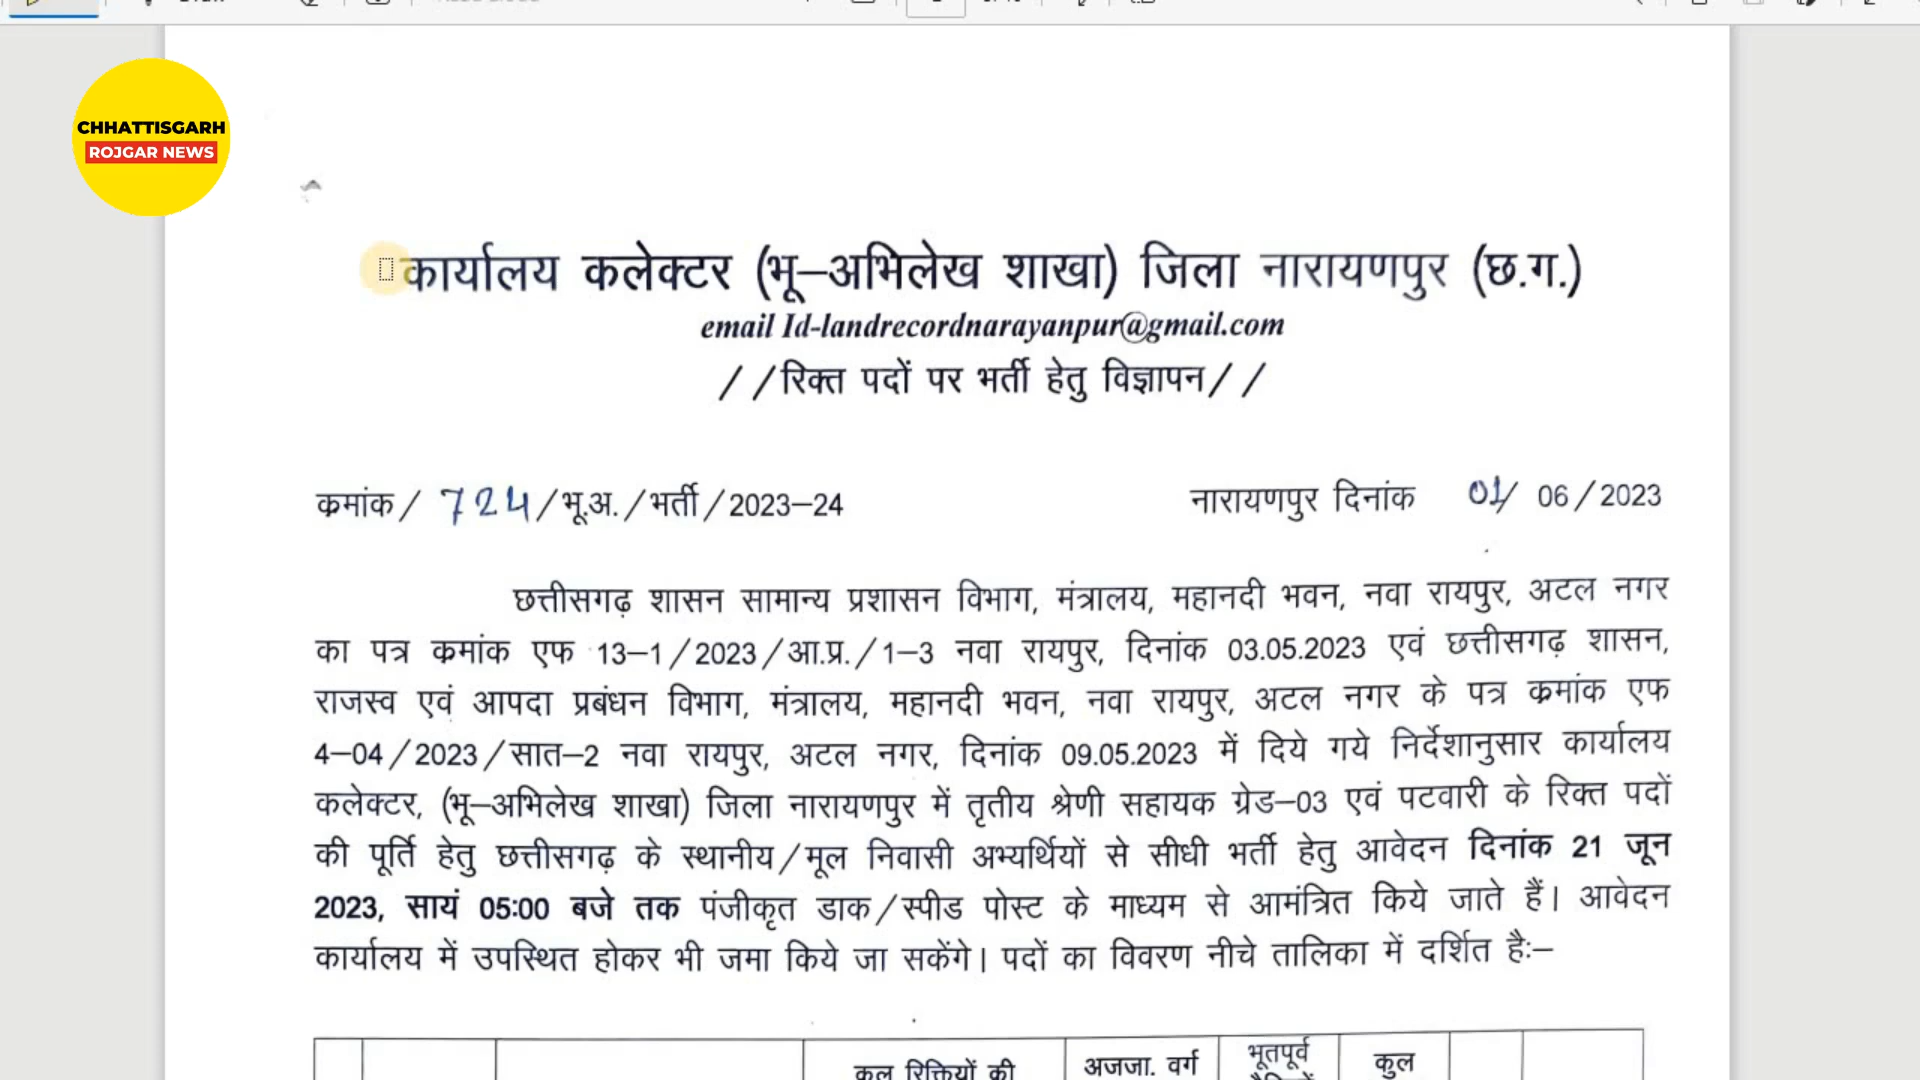 CHHATTISGARH
ROJGAR NEWS
कार्यालय कलेक्टर (भू–अभिलेख शाखा) जिला नारायणपुर (छ.ग.)
email Id-landrecordnarayanpur@gmail.com
//रिक्त पदों पर भर्ती हेतु विज्ञापन//
क्रमांक/ 724/भू.अ./भर्ती/2023–24 नारायणपुर दिनांक 01/ 06/2023
छत्तीसगढ़ शासन सामान्य प्रशासन विभाग, मंत्रालय, महानदी भवन, नवा रायपुर, अटल नगर
का पत्र क्रमांक एफ 13–1/2023/आ.प्र./1–3 नवा रायपुर, दिनांक 03.05.2023 एवं छत्तीसगढ़ शासन,
राजस्व एवं आपदा प्रबंधन विभाग, मंत्रालय, महानदी भवन, नवा रायपुर, अटल नगर के पत्र क्रमांक एफ
4–04/2023/सात–2 नवा रायपुर, अटल नगर, दिनांक 09.05.2023 में दिये गये निर्देशानुसार कार्यालय
कलेक्टर, (भू–अभिलेख शाखा) जिला नारायणपुर में तृतीय श्रेणी सहायक ग्रेड–03 एवं पटवारी के रिक्त पदों
की पूर्ति हेतु छत्तीसगढ़ के स्थानीय/मूल निवासी अभ्यर्थियों से सीधी भर्ती हेतु आवेदन दिनांक 21 जून
2023, सायं 05:00 बजे तक पंजीकृत डाक/स्पीड पोस्ट के माध्यम से आमंत्रित किये जाते हैं। आवेदन
कार्यालय में उपस्थित होकर भी जमा किये जा सकेंगे। पदों का विवरण नीचे तालिका में दर्शित है:–
कुल रिक्तियों की अजजा. वर्ग भूतपूर्व कुल